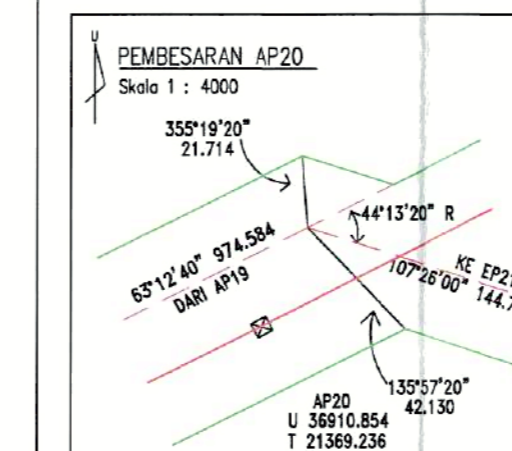 U
PEMBESARAN AP20
Skala 1 : 4000
355°19'20"
21.714
44°13'20" R
63°12'40" 974.584
DARI AP19
KE EP21
107°26'00" 144.7
135°57'20"
42.130
AP20
U 36910.854
T 21369.236